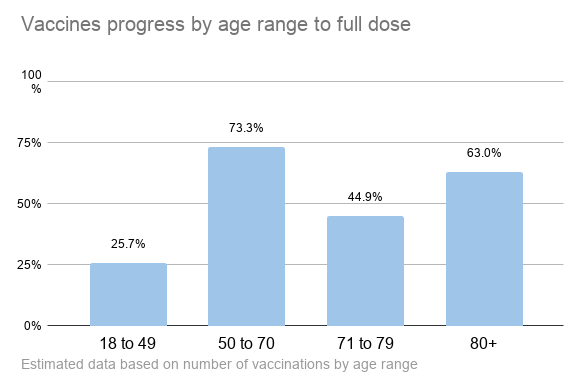 Vaccines progress by age range to full dose
100
%
75%
50%
25%
0%
25.7%
73.3%
44.9%
63.0%
18 to 49
50 to 70
71 to 79
80+
Estimated data based on number of vaccinations by age range